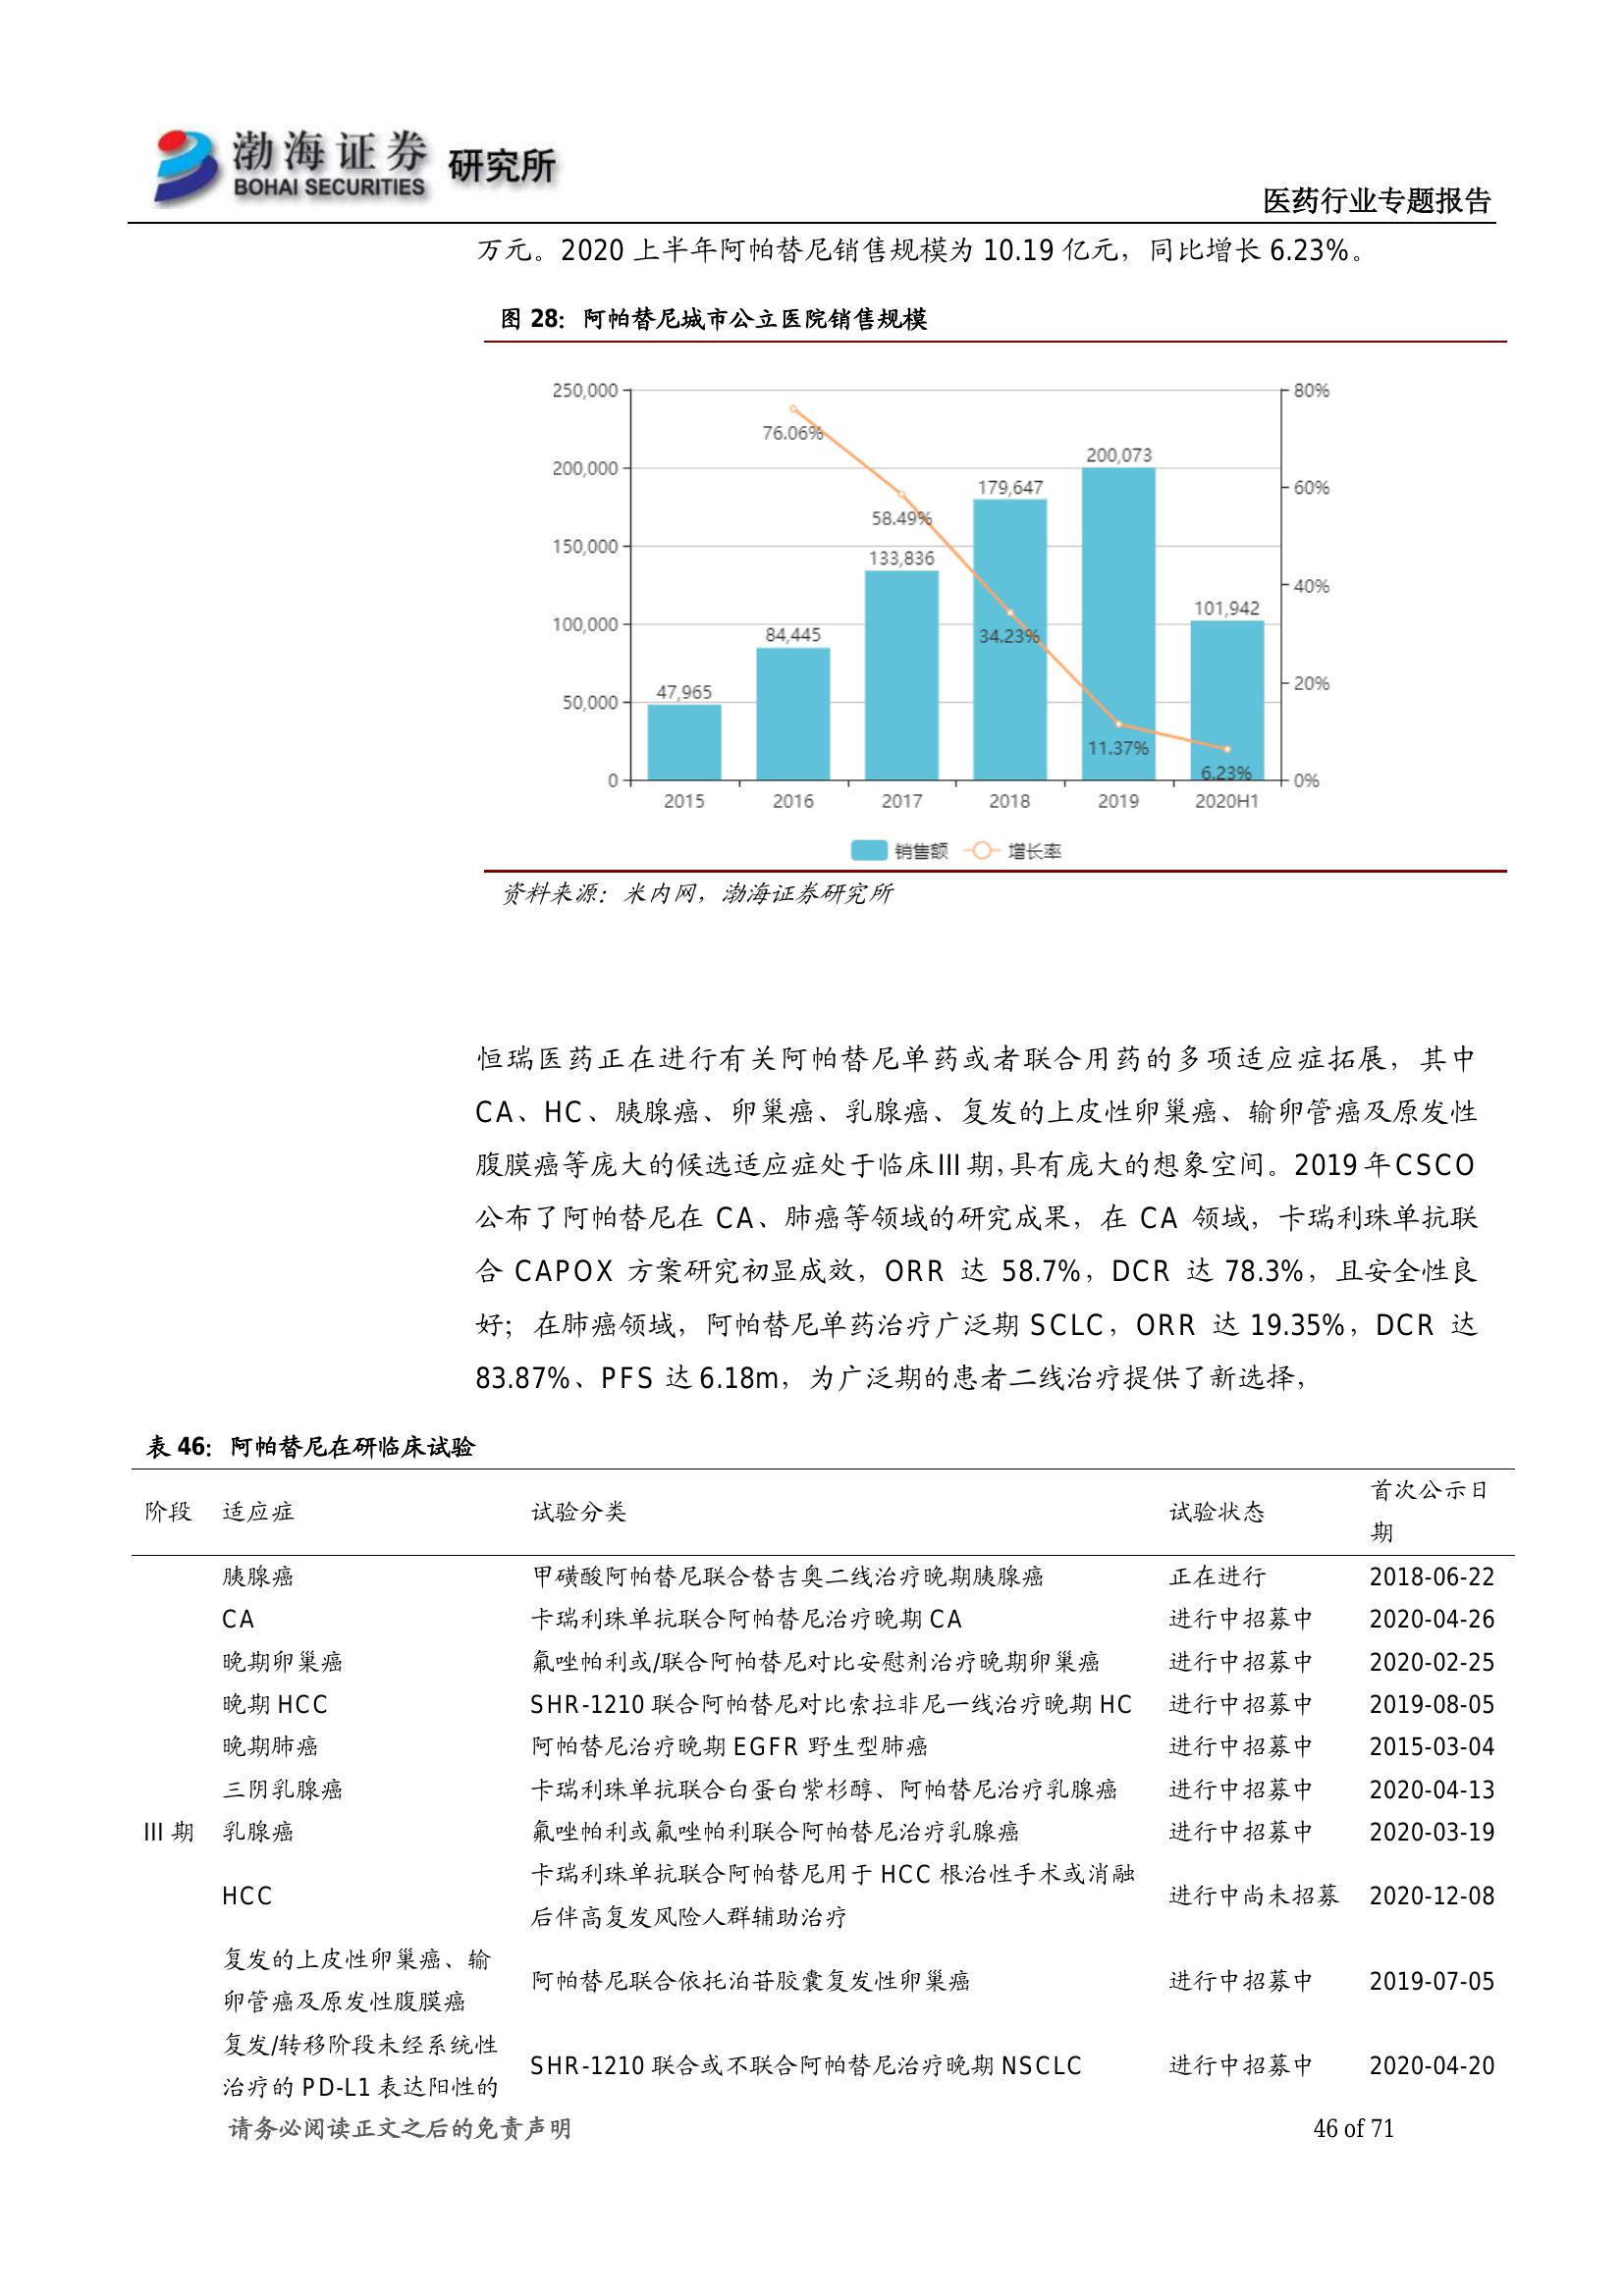 渤海证券 研究所
BOHAI SECURITIES
医药行业专题报告
万元。2020 上半年阿帕替尼销售规模为 10.19 亿元，同比增长 6.23%。
图 28：阿帕替尼城市公立医院销售规模
250,000
200,000
150,000
100,000
50,000
0
80%
60%
40%
20%
0%
76.06%
58.49%
34.23%
11.37%
6.23%
47,965
84,445
133,836
179,647
200,073
101,942
2015 2016 2017 2018 2019 2020H1
销售额 增长率
资料来源：米内网，渤海证券研究所
恒瑞医药正在进行有关阿帕替尼单药或者联合用药的多项适应症拓展，其中
CA、HC、胰腺癌、卵巢癌、乳腺癌、复发的上皮性卵巢癌、输卵管癌及原发性
腹膜癌等庞大的候选适应症处于临床 III 期，具有庞大的想象空间。2019 年 CSCO
公布了阿帕替尼在 CA、肺癌等领域的研究成果，在 CA 领域，卡瑞利珠单抗联
合 CAPOX 方案研究初显成效，ORR 达 58.7%，DCR 达 78.3%，且安全性良
好；在肺癌领域，阿帕替尼单药治疗广泛期 SCLC，ORR 达 19.35%，DCR 达
83.87%、PFS 达 6.18m，为广泛期的患者二线治疗提供了新选择，
表 46：阿帕替尼在研临床试验
阶段 适应症 试验分类 试验状态 首次公示日
期
胰腺癌 甲磺酸阿帕替尼联合替吉奥二线治疗晚期胰腺癌 正在进行 2018-06-22
CA 卡瑞利珠单抗联合阿帕替尼治疗晚期 CA 进行中招募中 2020-04-26
晚期卵巢癌 氟唑帕利或/联合阿帕替尼对比安慰剂治疗晚期卵巢癌 进行中招募中 2020-02-25
晚期 HCC SHR-1210 联合阿帕替尼对比索拉非尼一线治疗晚期 HC 进行中招募中 2019-08-05
晚期肺癌 阿帕替尼治疗晚期 EGFR 野生型肺癌 进行中招募中 2015-03-04
三阴乳腺癌 卡瑞利珠单抗联合白蛋白紫杉醇、阿帕替尼治疗乳腺癌 进行中招募中 2020-04-13
III 期 乳腺癌 氟唑帕利或氟唑帕利联合阿帕替尼治疗乳腺癌 进行中招募中 2020-03-19
HCC 卡瑞利珠单抗联合阿帕替尼用于 HCC 根治性手术或消融 进行中尚未招募 2020-12-08
后伴高复发风险人群辅助治疗
复发的上皮性卵巢癌、输
卵管癌及原发性腹膜癌 阿帕替尼联合依托泊苷胶囊复发性卵巢癌 进行中招募中 2019-07-05
复发/转移阶段未经系统性
治疗的 PD-L1 表达阳性的 SHR-1210 联合或不联合阿帕替尼治疗晚期 NSCLC 进行中招募中 2020-04-20
请务必阅读正文之后的免责声明 46 of 71